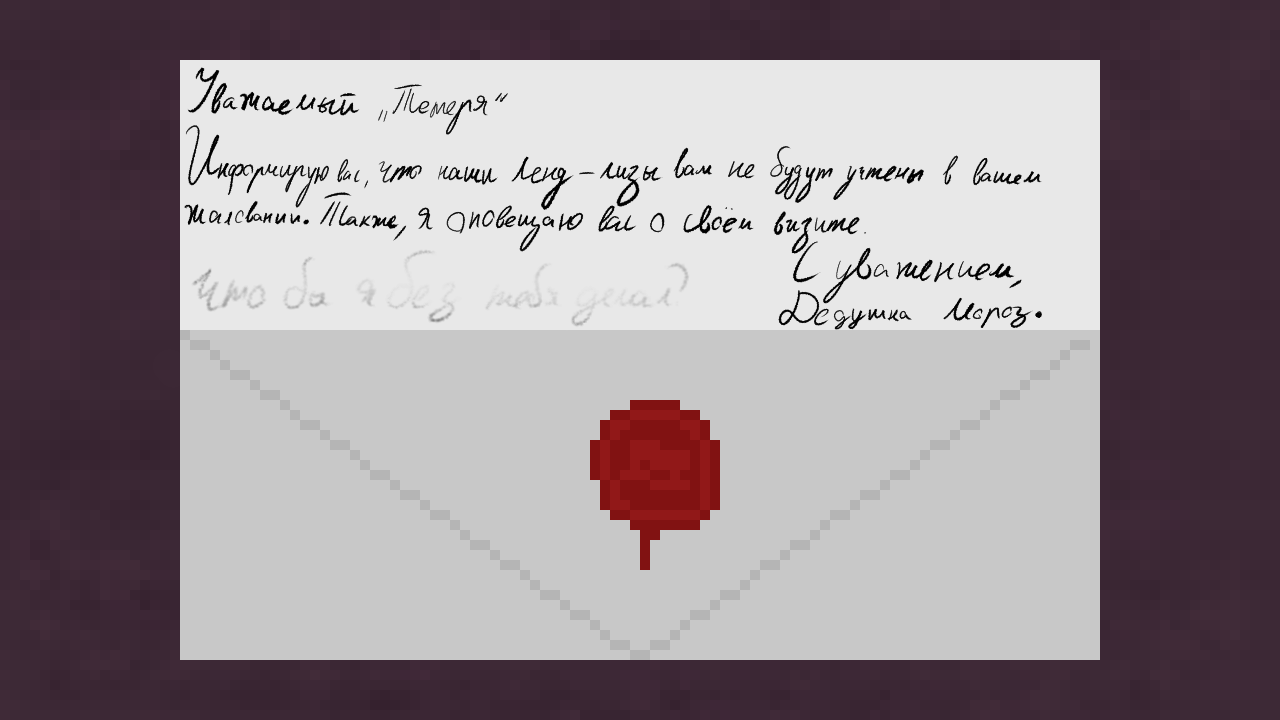 Уважаемый „Тетеря“
Информирую вас, что наши Ленд-лизы вам не будут учтены в вашем
жаловании. Также, я оповещаю вас о своём визите.
Что бы я без тебя делал?
С уважением,
Дедушка Мороз.